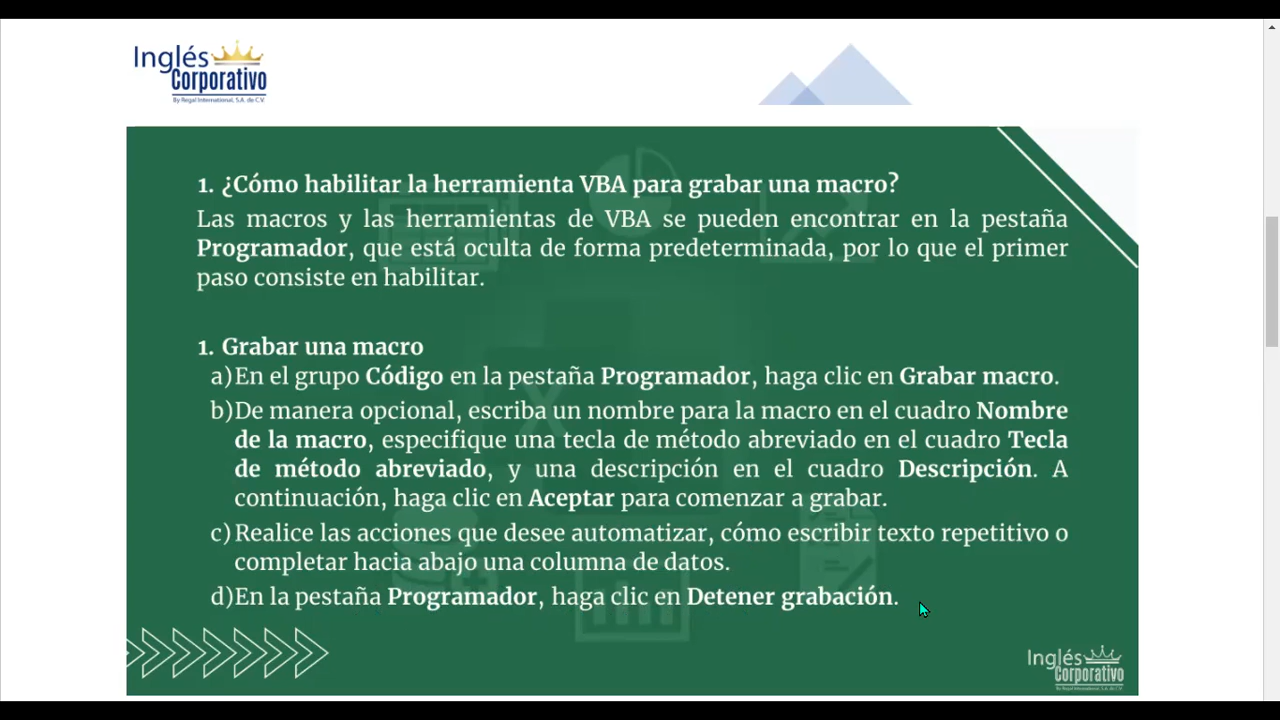 Inglés
Corporativo
By Regal International, S.A. de C.V.
1. ¿Cómo habilitar la herramienta VBA para grabar una macro?
Las macros y las herramientas de VBA se pueden encontrar en la pestaña
Programador, que está oculta de forma predeterminada, por lo que el primer
paso consiste en habilitar.
1. Grabar una macro
a)En el grupo Código en la pestaña Programador, haga clic en Grabar macro.
b)De manera opcional, escriba un nombre para la macro en el cuadro Nombre
de la macro, especifique una tecla de método abreviado en el cuadro Tecla
de método abreviado, y una descripción en el cuadro Descripción. A
continuación, haga clic en Aceptar para comenzar a grabar.
c)Realice las acciones que desee automatizar, cómo escribir texto repetitivo o
completar hacia abajo una columna de datos.
d)En la pestaña Programador, haga clic en Detener grabación.
Inglés
Corporativo
By Regal International, S.A. de C.V.